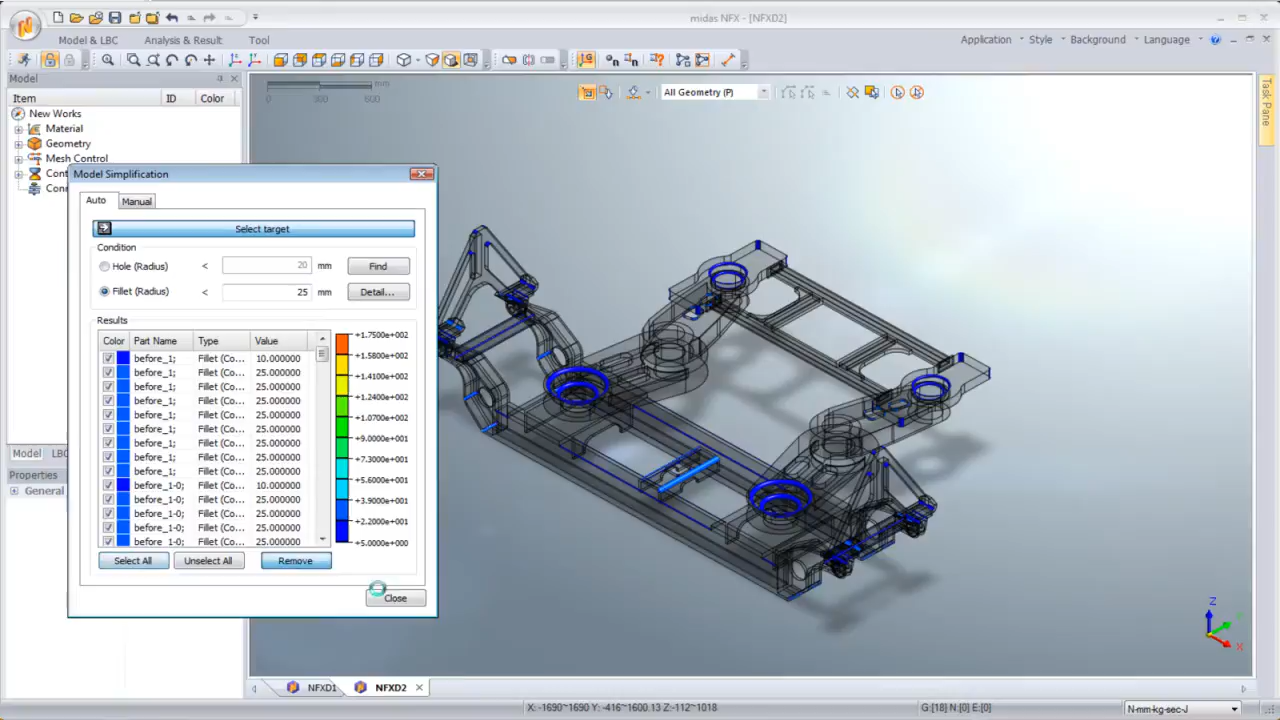 midas NFX - [NFXD2]
Model & LBC Analysis & Result Tool
Application Style Background Language
Model
Item ID Color
New Works
Material
Geometry
Mesh Control
Cont
Conn
Model LBC
Properties
General
Model Simplification
Auto Manual
Select target
Condition
Hole (Radius) < 20 mm Find
Fillet (Radius) < 25 mm Detail...
Results
Color Part Name Type Value
before_1; Fillet (Co... 10.000000
before_1; Fillet (Co... 25.000000
before_1; Fillet (Co... 25.000000
before_1; Fillet (Co... 25.000000
before_1; Fillet (Co... 25.000000
before_1; Fillet (Co... 25.000000
before_1; Fillet (Co... 25.000000
before_1; Fillet (Co... 25.000000
before_1; Fillet (Co... 25.000000
before_1-0; Fillet (Co... 10.000000
before_1-0; Fillet (Co... 25.000000
before_1-0; Fillet (Co... 25.000000
before_1-0; Fillet (Co... 25.000000
before_1-0; Fillet (Co... 25.000000
+1.7500e+002
+1.5800e+002
+1.4100e+002
+1.2400e+002
+1.0700e+002
+9.0000e+001
+7.3000e+001
+5.6000e+001
+3.9000e+001
+2.2000e+001
+5.0000e+000
Select All Unselect All Remove
Close
mm
0 300 600
All Geometry (P)
Task Pane
Z
X
NFXD1 NFXD2
X: -1690~1690 Y: -416~1600.13 Z:-112~1018
G:[18] N:[0] E:[0]
N-mm-kg-sec-J